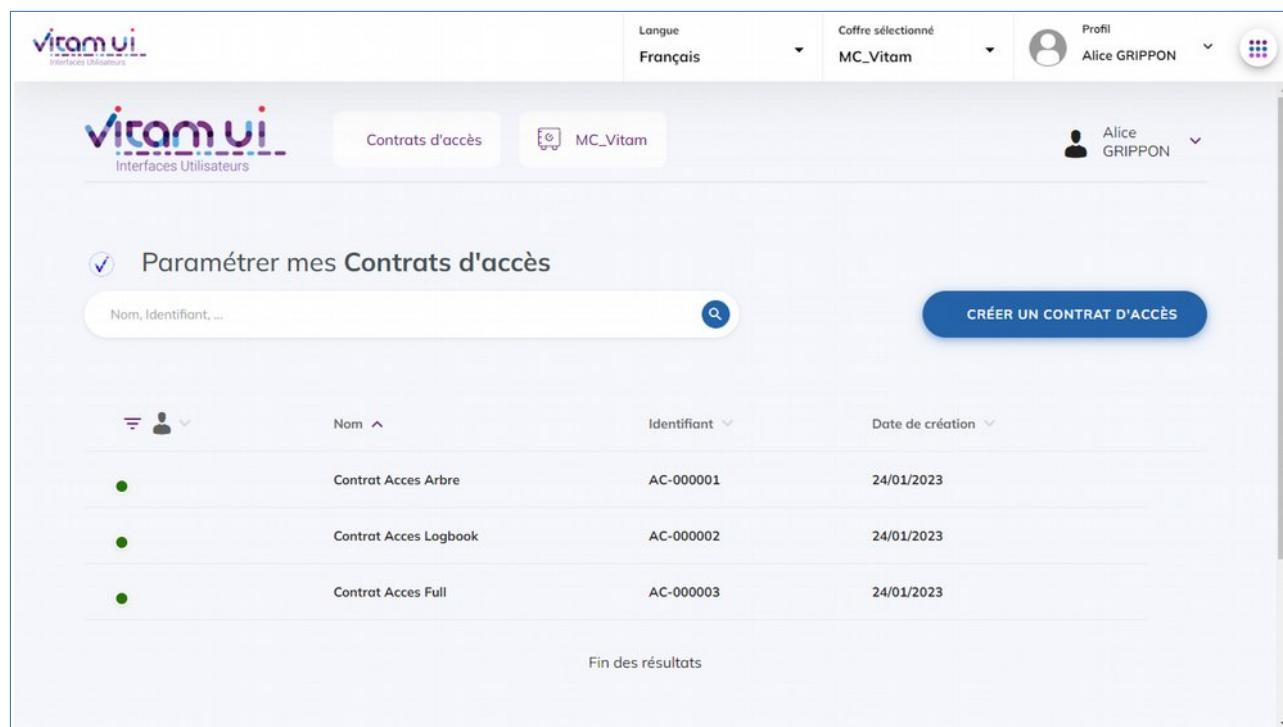 vitam ui
Interfaces Utilisateurs
Langue
Français
Coffre sélectionné
MC_Vitam
Profil
Alice GRIPPON
vitam ui
Interfaces Utilisateurs
Contrats d'accès
MC_Vitam
Alice
GRIPPON
Paramétrer mes Contrats d'accès
Nom, Identifiant, ...
CRÉER UN CONTRAT D'ACCÈS
Nom Identifiant Date de création
Contrat Acces Arbre AC-000001 24/01/2023
Contrat Acces Logbook AC-000002 24/01/2023
Contrat Acces Full AC-000003 24/01/2023
Fin des résultats